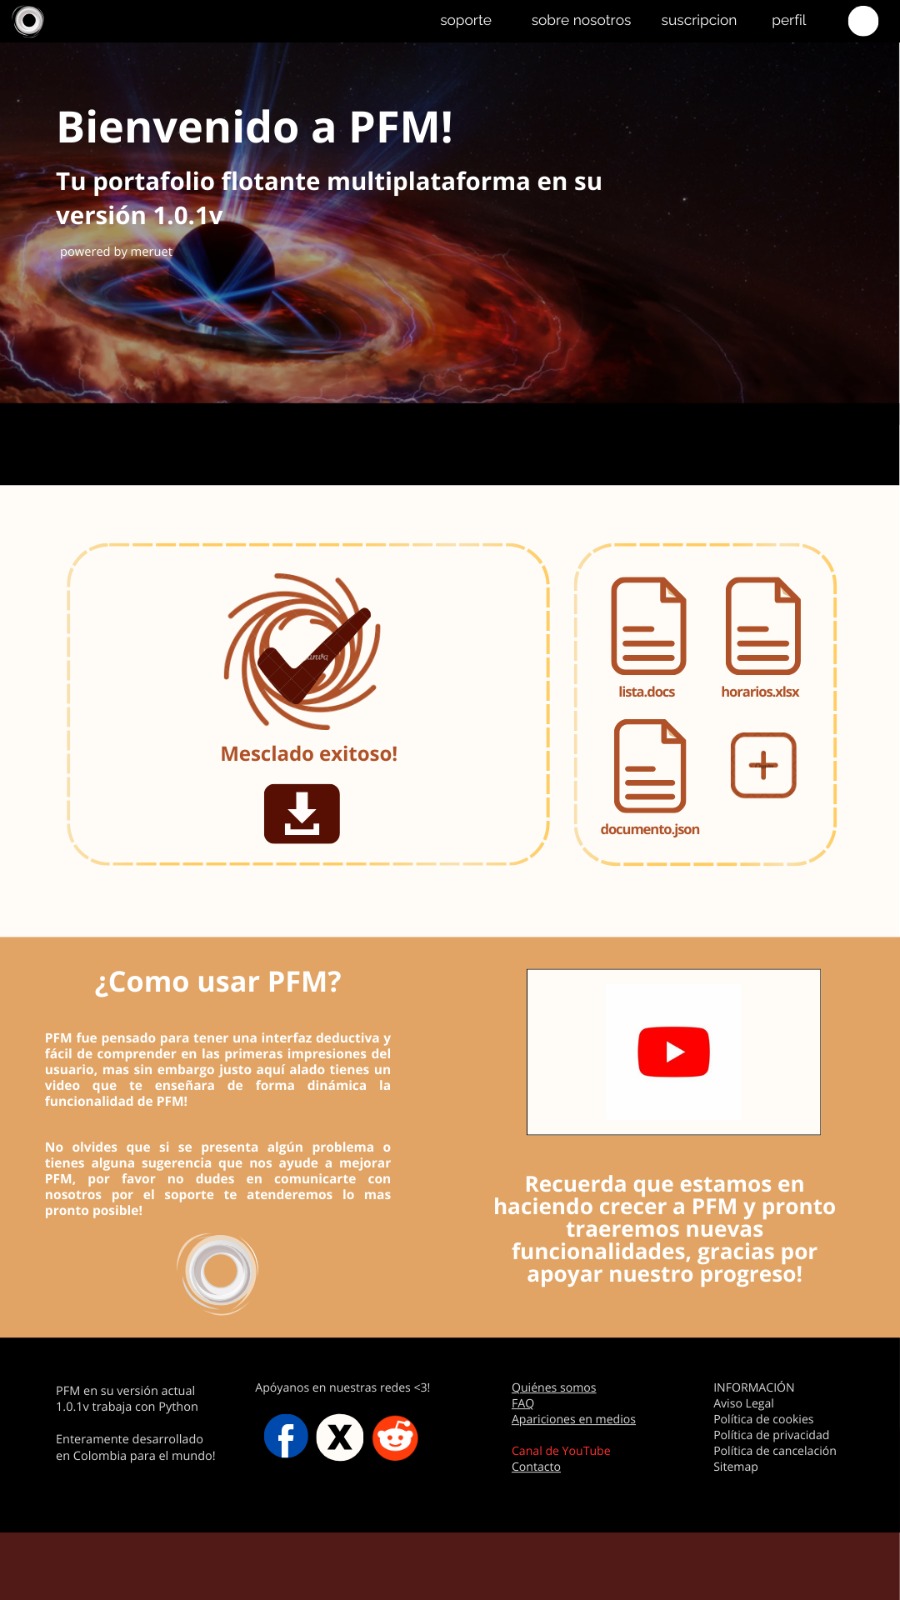 soporte sobre nosotros suscripcion perfil
Bienvenido a PFM!
Tu portafolio flotante multiplataforma en su
versión 1.0.1v
powered by meruet
Mesclado exitoso!
lista.docs
horarios.xlsx
documento.json
¿Como usar PFM?
PFM fue pensado para tener una interfaz deductiva y
fácil de comprender en las primeras impresiones del
usuario, mas sin embargo justo aquí alado tienes un
video que te enseñara de forma dinámica la
funcionalidad de PFM!
No olvides que si se presenta algún problema o
tienes alguna sugerencia que nos ayude a mejorar
PFM, por favor no dudes en comunicarte con
nosotros por el soporte te atenderemos lo mas
pronto posible!
Recuerda que estamos en
haciendo crecer a PFM y pronto
traeremos nuevas
funcionalidades, gracias por
apoyar nuestro progreso!
PFM en su versión actual
1.0.1v trabaja con Python
Enteramente desarrollado
en Colombia para el mundo!
Apóyanos en nuestras redes <3!
Quiénes somos
FAQ
Apariciones en medios
Canal de YouTube
Contacto
INFORMACIÓN
Aviso Legal
Política de cookies
Política de privacidad
Política de cancelación
Sitemap